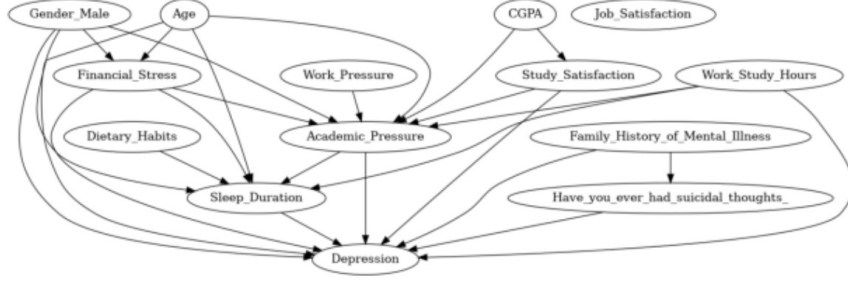 Gender_Male Age CGPA Job_Satisfaction
Financial_Stress Work_Pressure Study_Satisfaction Work_Study_Hours
Dietary_Habits Academic_Pressure Family_History_of_Mental_Illness
Sleep_Duration Have_you_ever_had_suicidal_thoughts_
Depression